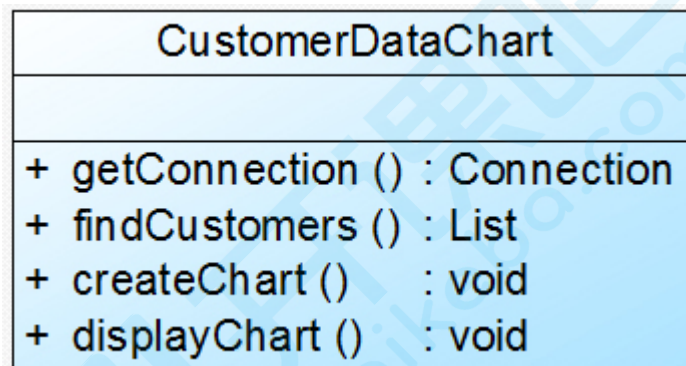 CustomerDataChart
+ getConnection () : Connection
+ findCustomers () : List
+ createChart () : void
+ displayChart () : void